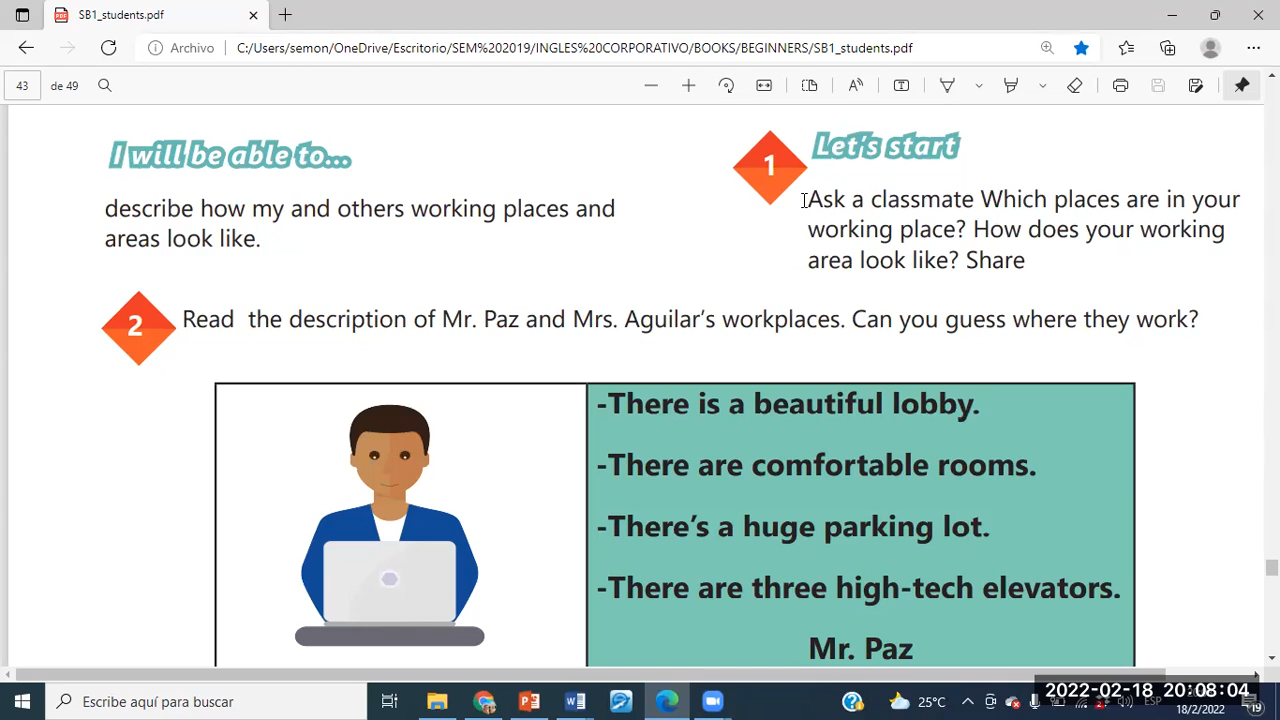 SB1_students.pdf
Archivo
C:/Users/semon/OneDrive/Escritorio/SEM%202019/INGLES%20CORPORATIVO/BOOKS/BEGINNERS/SB1_students.pdf
43 de 49
I will be able to...
describe how my and others working places and
areas look like.
1
Let's start
Ask a classmate Which places are in your
working place? How does your working
area look like? Share
2
Read the description of Mr. Paz and Mrs. Aguilar's workplaces. Can you guess where they work?
-There is a beautiful lobby.
-There are comfortable rooms.
-There's a huge parking lot.
-There are three high-tech elevators.
Mr. Paz
Escribe aquí para buscar
25°C
ESP
2022-02-18 20:08:04
18/2/2022